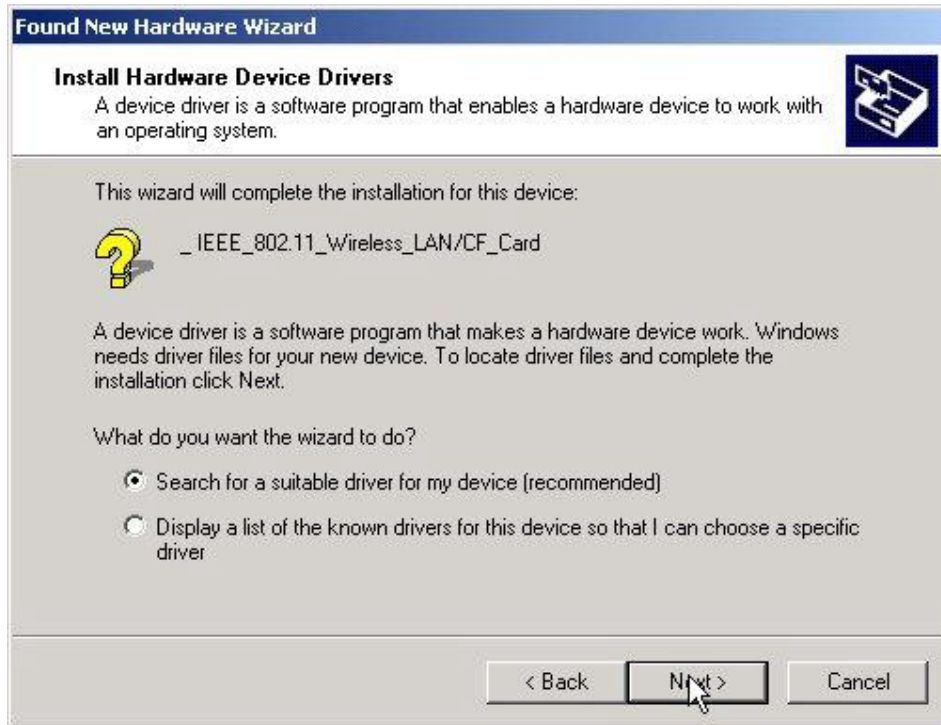 Found New Hardware Wizard
Install Hardware Device Drivers
A device driver is a software program that enables a hardware device to work with
an operating system.
This wizard will complete the installation for this device:
_IEEE_802.11_Wireless_LAN/CF_Card
A device driver is a software program that makes a hardware device work. Windows
needs driver files for your new device. To locate driver files and complete the
installation click Next.
What do you want the wizard to do?
Search for a suitable driver for my device (recommended)
Display a list of the known drivers for this device so that I can choose a specific
driver
< Back
Next >
Cancel